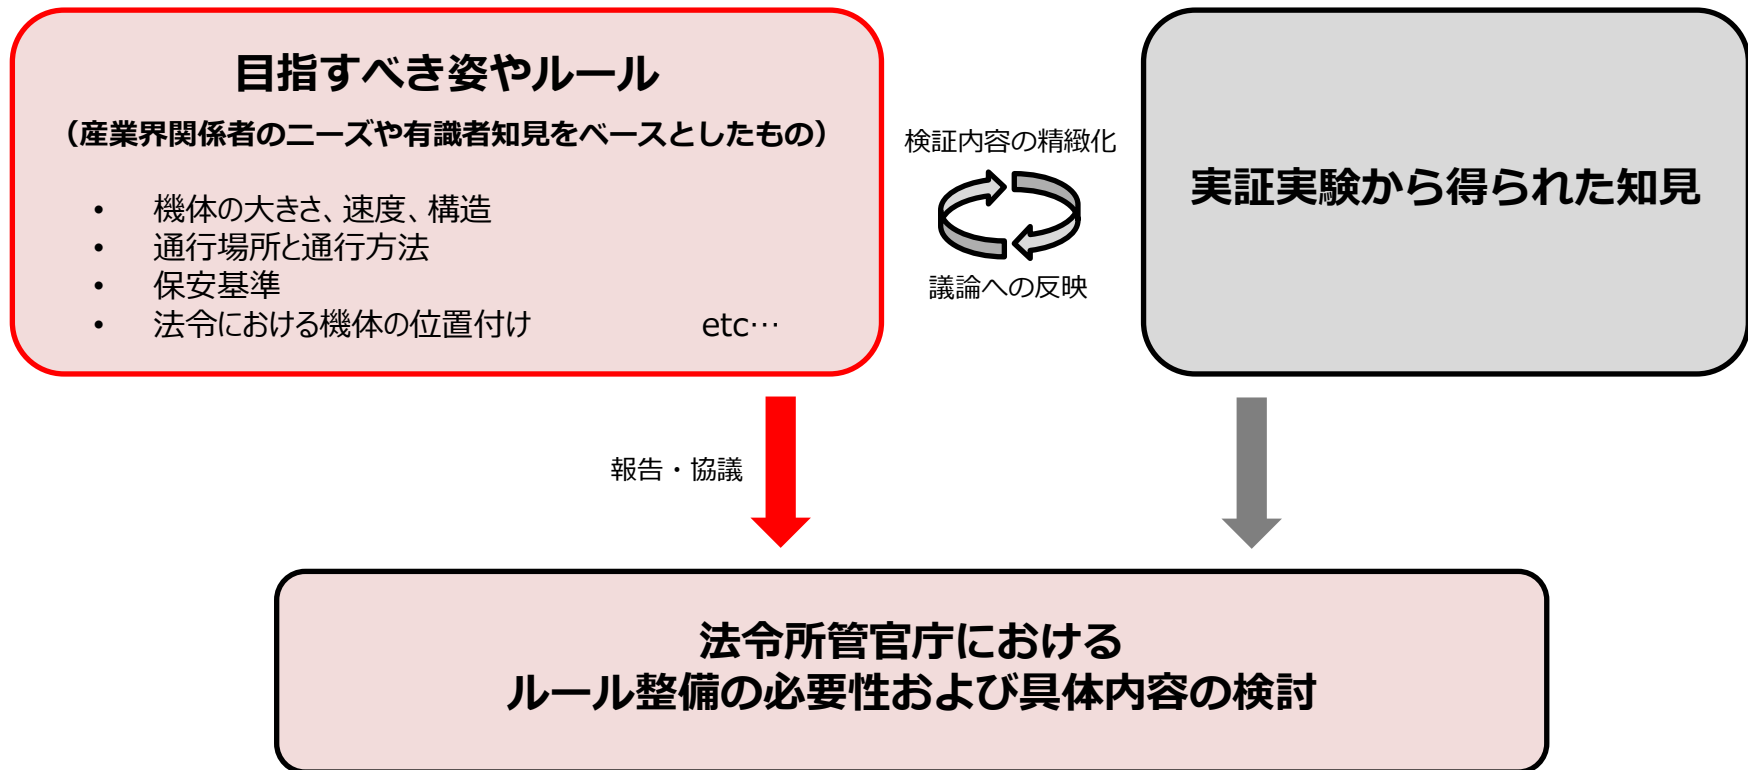 目指すべき姿やルール
（産業界関係者のニーズや有識者知見をベースとしたもの）
• 機体の大きさ、速度、構造
• 通行場所と通行方法
• 保安基準
• 法令における機体の位置付け etc…
検証内容の精緻化
議論への反映
実証実験から得られた知見
報告・協議
法令所管官庁における
ルール整備の必要性および具体内容の検討